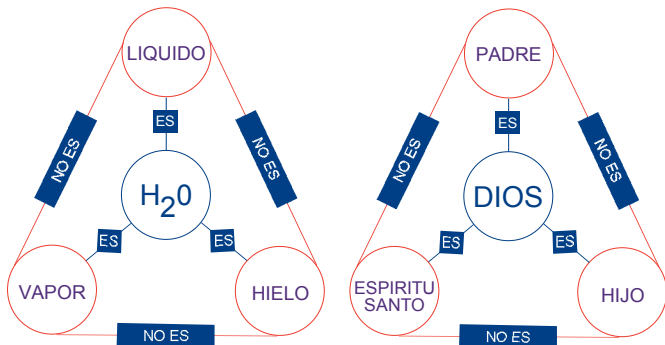 LIQUIDO
ES
NO ES
NO ES
H₂0
ES
ES
VAPOR
HIELO
NO ES
PADRE
ES
NO ES
NO ES
DIOS
ES
ES
ESPIRITU
SANTO
HIJO
NO ES